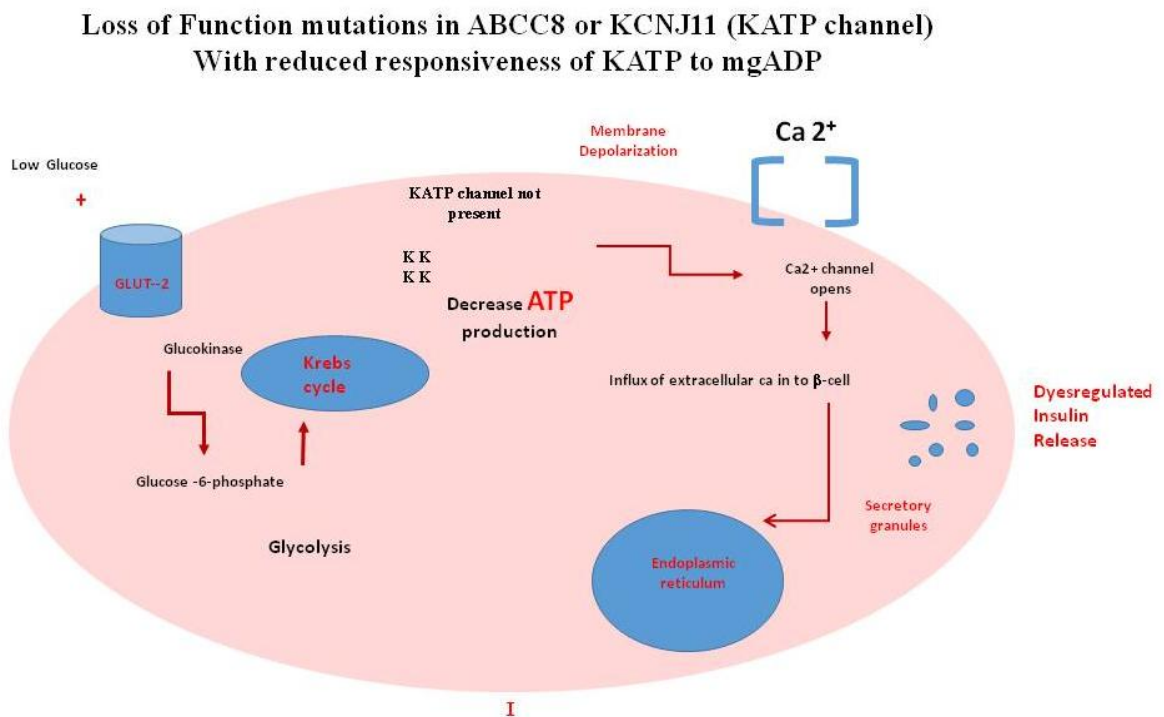 Loss of Function mutations in ABCC8 or KCNJ11 (KATP channel)
With reduced responsiveness of KATP to mgADP
Membrane
Depolarization
Ca 2+
Low Glucose
+
KATP channel not
present
GLUT--2
K K
K K
Decrease ATP
production
Ca2+ channel
opens
Glucokinase
Krebs
cycle
Influx of extracellular ca in to β-cell
Dyesregulated
Insulin
Release
Glucose -6-phosphate
Secretory
granules
Glycolysis
Endoplasmic
reticulum
I